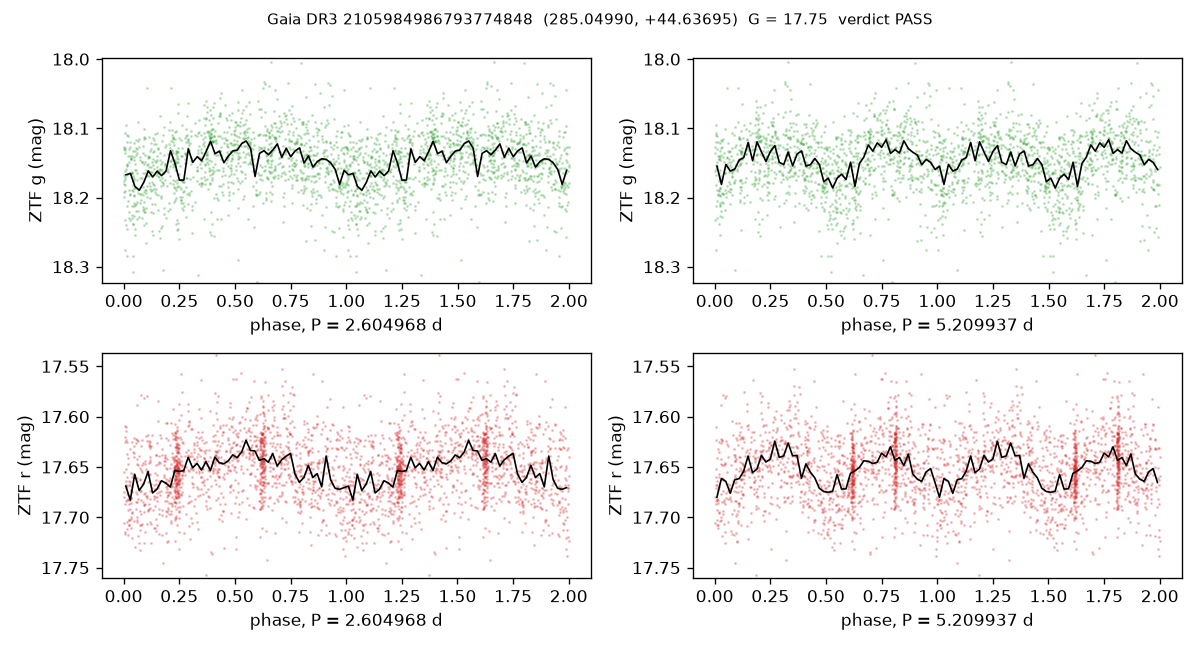 Gaia DR3 2105984986793774848 (285.04990, +44.63695) G = 17.75 verdict PASS
18.0
18.1
18.2
18.3
ZTF g (mag)
0.00 0.25 0.50 0.75 1.00 1.25 1.50 1.75 2.00
phase, P = 2.604968 d
18.0
18.1
18.2
18.3
ZTF g (mag)
0.00 0.25 0.50 0.75 1.00 1.25 1.50 1.75 2.00
phase, P = 5.209937 d
17.55
17.60
17.65
17.70
17.75
ZTF r (mag)
0.00 0.25 0.50 0.75 1.00 1.25 1.50 1.75 2.00
phase, P = 2.604968 d
17.55
17.60
17.65
17.70
17.75
ZTF r (mag)
0.00 0.25 0.50 0.75 1.00 1.25 1.50 1.75 2.00
phase, P = 5.209937 d